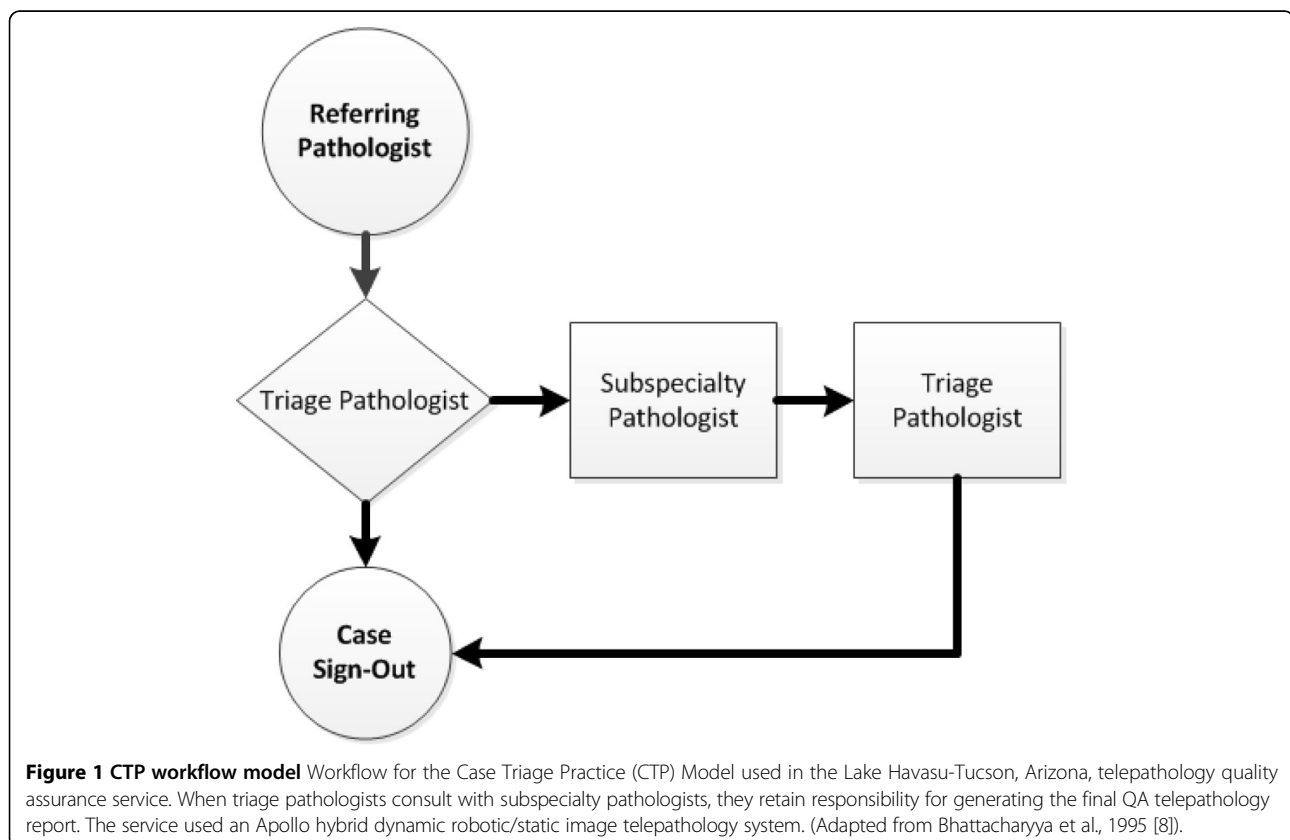 Referring
Pathologist
Triage Pathologist
Subspecialty
Pathologist
Triage
Pathologist
Case
Sign-Out
Figure 1 CTP workflow model Workflow for the Case Triage Practice (CTP) Model used in the Lake Havasu-Tucson, Arizona, telepathology quality
assurance service. When triage pathologists consult with subspecialty pathologists, they retain responsibility for generating the final QA telepathology
report. The service used an Apollo hybrid dynamic robotic/static image telepathology system. (Adapted from Bhattacharyya et al., 1995 [8]).